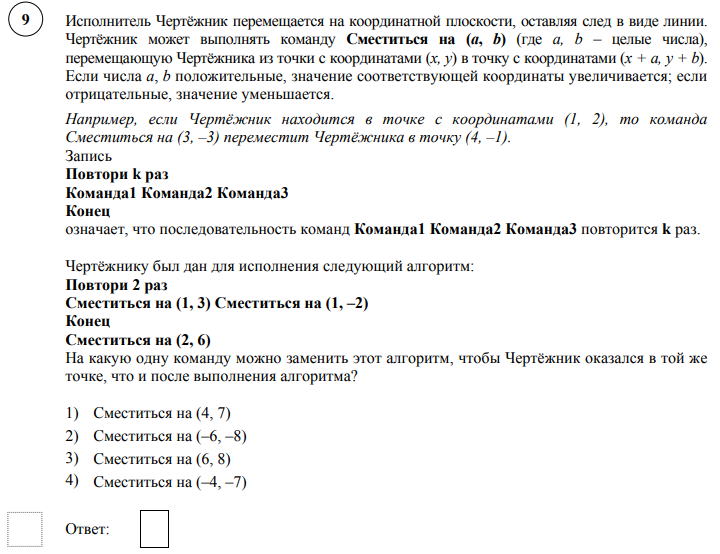 9
Исполнитель Чертёжник перемещается на координатной плоскости, оставляя след в виде линии.
Чертёжник может выполнять команду Сместиться на (a, b) (где a, b – целые числа),
перемещающую Чертёжника из точки с координатами (x, y) в точку с координатами (x + a, y + b).
Если числа a, b положительные, значение соответствующей координаты увеличивается; если
отрицательные, значение уменьшается.
Например, если Чертёжник находится в точке с координатами (1, 2), то команда
Сместиться на (3, –3) переместит Чертёжника в точку (4, –1).
Запись
Повтори k раз
Команда1 Команда2 Команда3
Конец
означает, что последовательность команд Команда1 Команда2 Команда3 повторится k раз.
Чертёжнику был дан для исполнения следующий алгоритм:
Повтори 2 раз
Сместиться на (1, 3) Сместиться на (1, –2)
Конец
Сместиться на (2, 6)
На какую одну команду можно заменить этот алгоритм, чтобы Чертёжник оказался в той же
точке, что и после выполнения алгоритма?
1) Сместиться на (4, 7)
2) Сместиться на (–6, –8)
3) Сместиться на (6, 8)
4) Сместиться на (–4, –7)
Ответ: